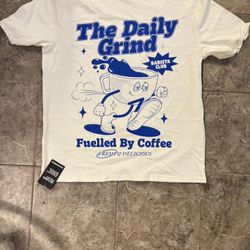 The Daily
Grind
BARISTA
CLUB
Fuelled By Coffee
FRESH & DELICIOUS